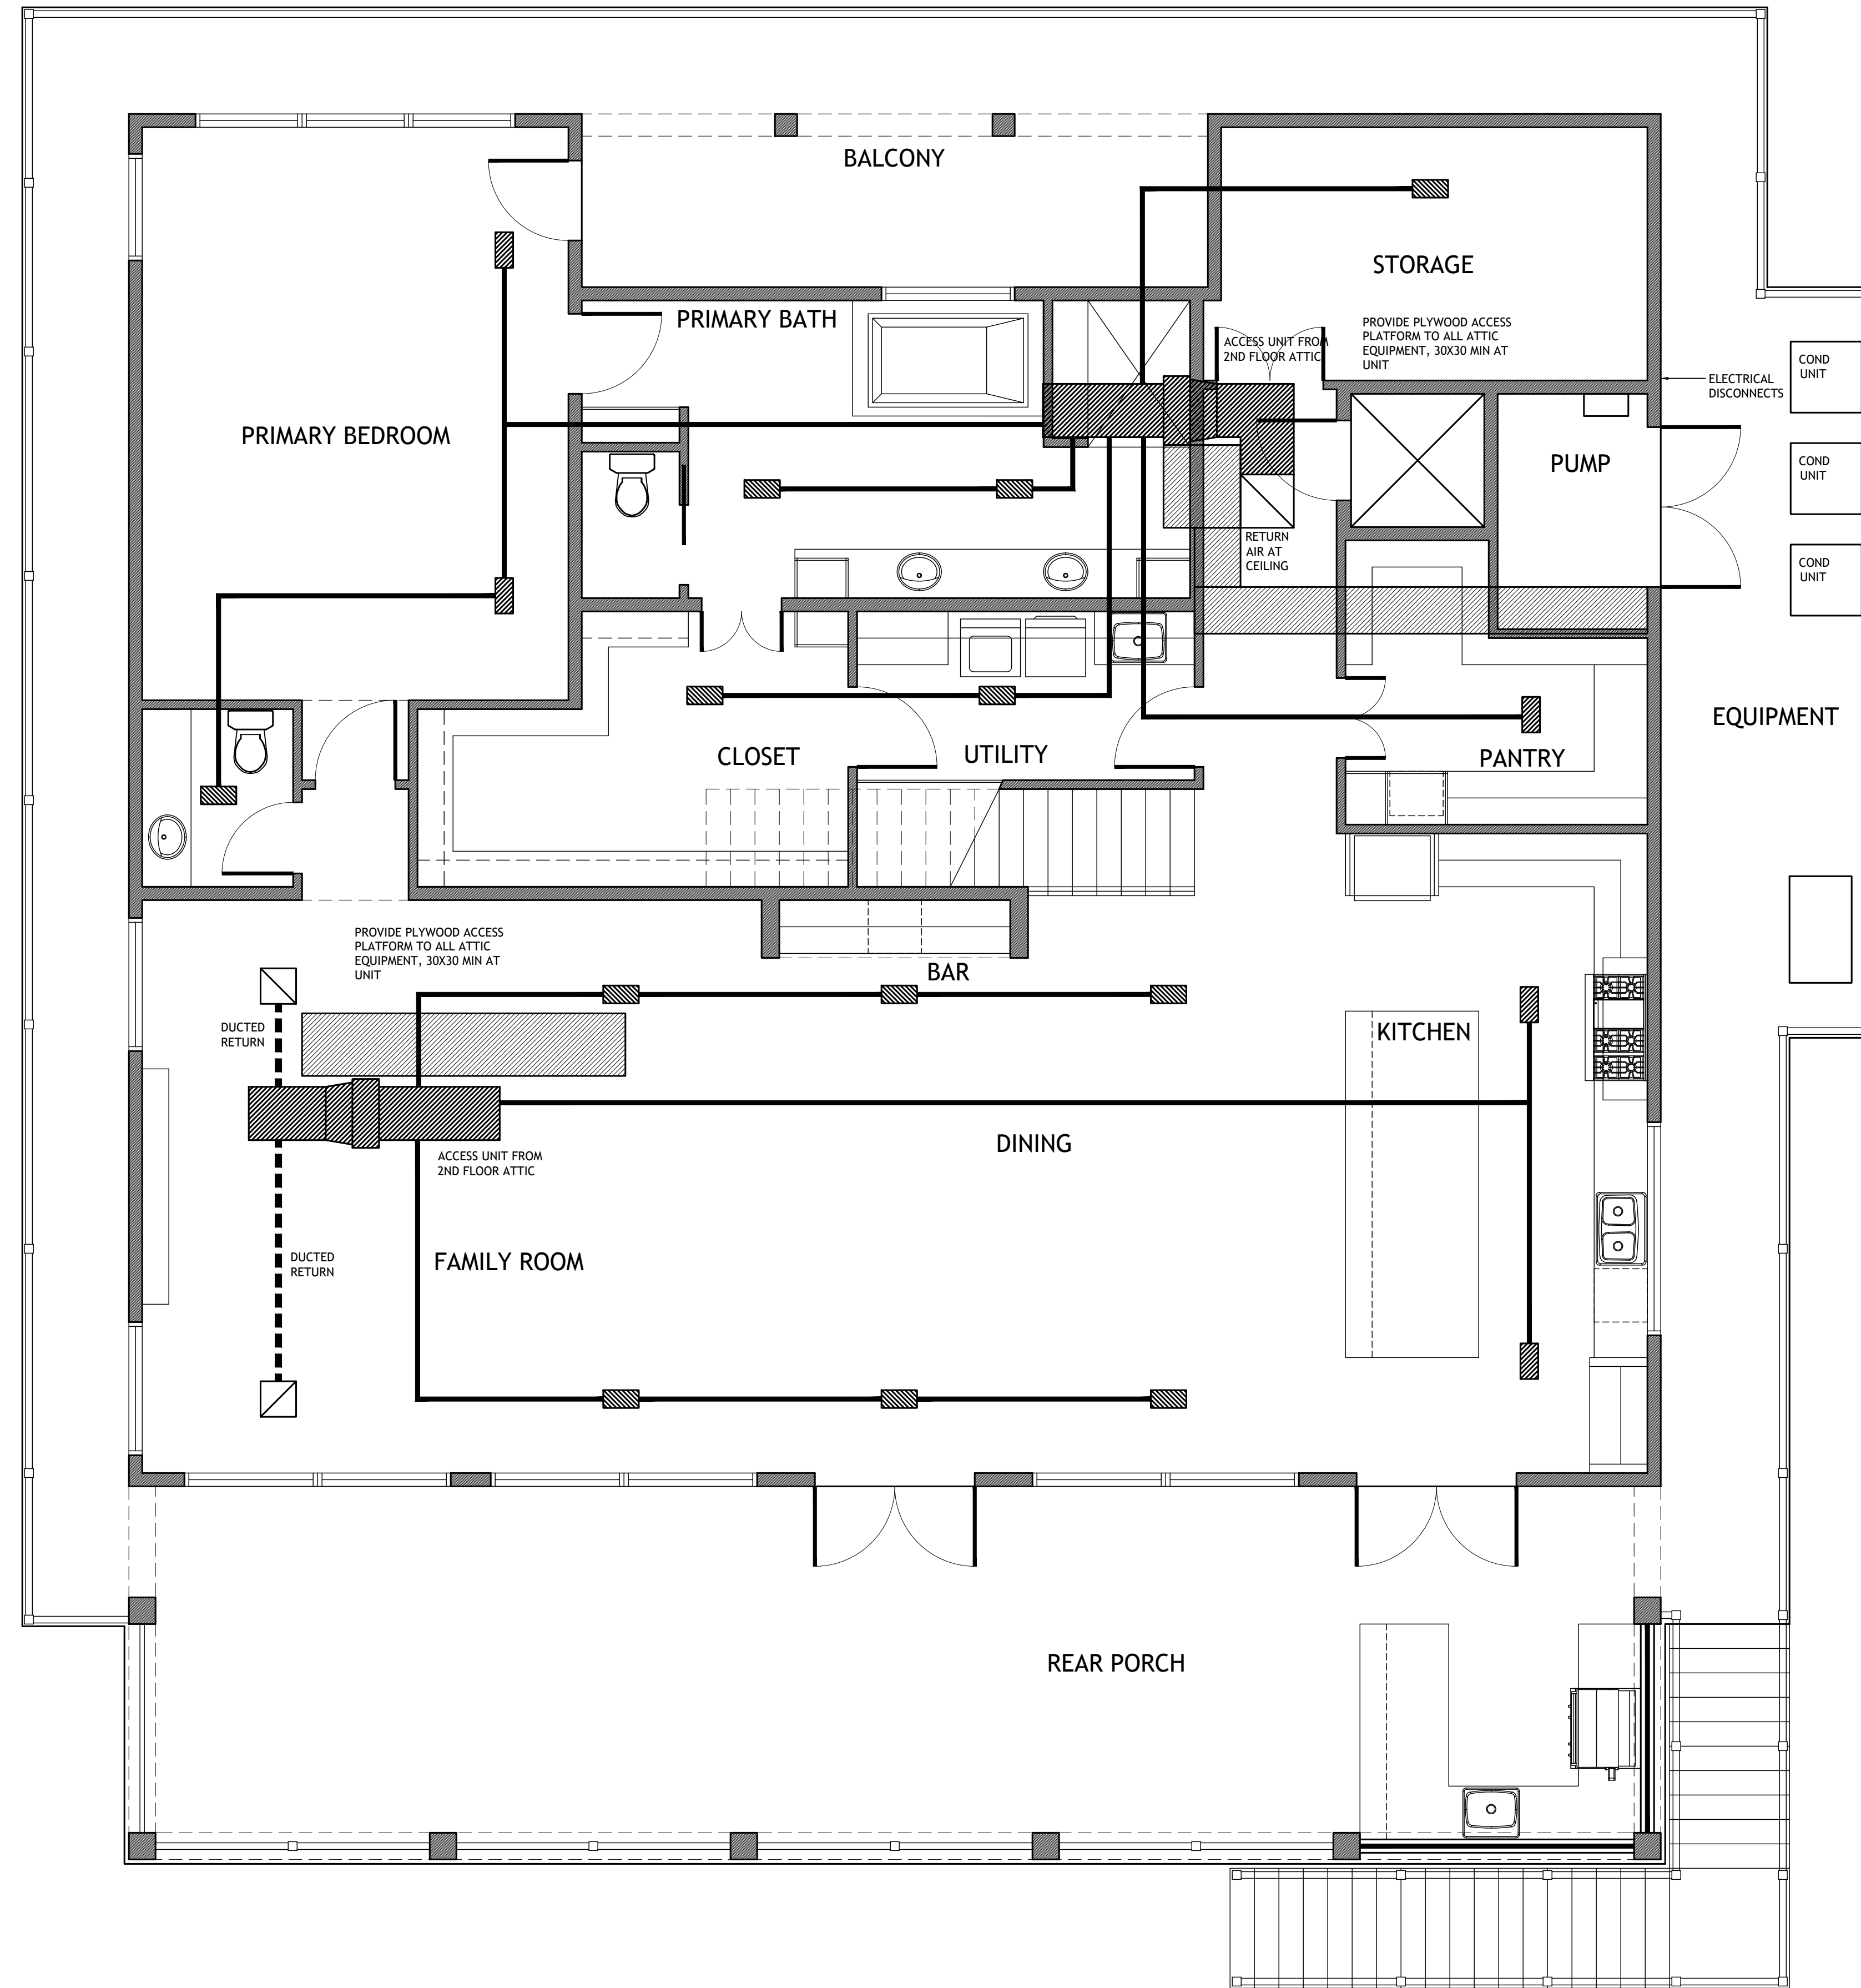 BALCONY
STORAGE
PRIMARY BATH
PROVIDE PLYWOOD ACCESS
PLATFORM TO ALL ATTIC
EQUIPMENT, 30X30 MIN AT
UNIT
ACCESS UNIT FROM
2ND FLOOR ATTIC
COND
UNIT
ELECTRICAL
DISCONNECTS
PRIMARY BEDROOM
PUMP
COND
UNIT
RETURN
AIR AT
CEILING
COND
UNIT
EQUIPMENT
CLOSET
UTILITY
PANTRY
PROVIDE PLYWOOD ACCESS
PLATFORM TO ALL ATTIC
EQUIPMENT, 30X30 MIN AT
UNIT
BAR
DUCTED
RETURN
KITCHEN
DINING
ACCESS UNIT FROM
2ND FLOOR ATTIC
DUCTED
RETURN
FAMILY ROOM
REAR PORCH